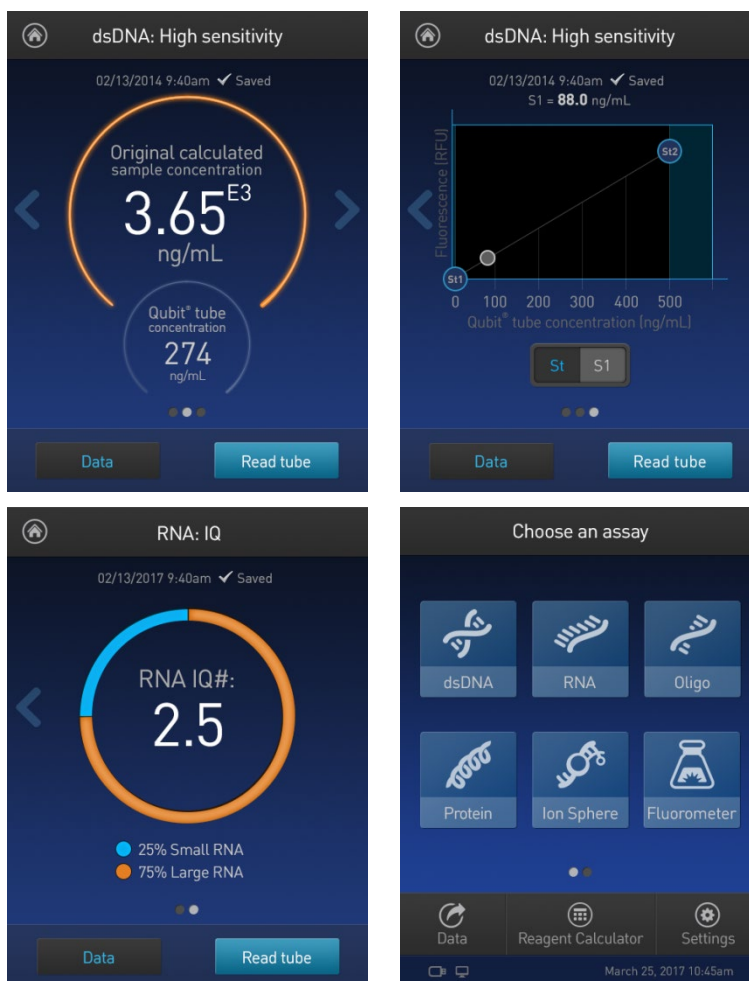 dsDNA: High sensitivity
02/13/2014 9:40am ✔ Saved
Original calculated
sample concentration
3.65E3
ng/mL
Qubit® tube
concentration
274
ng/mL
Data
Read tube
dsDNA: High sensitivity
02/13/2014 9:40am ✔ Saved
S1 = 88.0 ng/mL
Fluorescence [RFU]
St2
St1
0 100 200 300 400 500
Qubit® tube concentration [ng/mL]
St S1
Data
Read tube
RNA: IQ
02/13/2017 9:40am ✔ Saved
RNA IQ#:
2.5
25% Small RNA
75% Large RNA
Data
Read tube
Choose an assay
dsDNA RNA Oligo
Protein Ion Sphere Fluorometer
Data Reagent Calculator Settings
March 25, 2017 10:45am